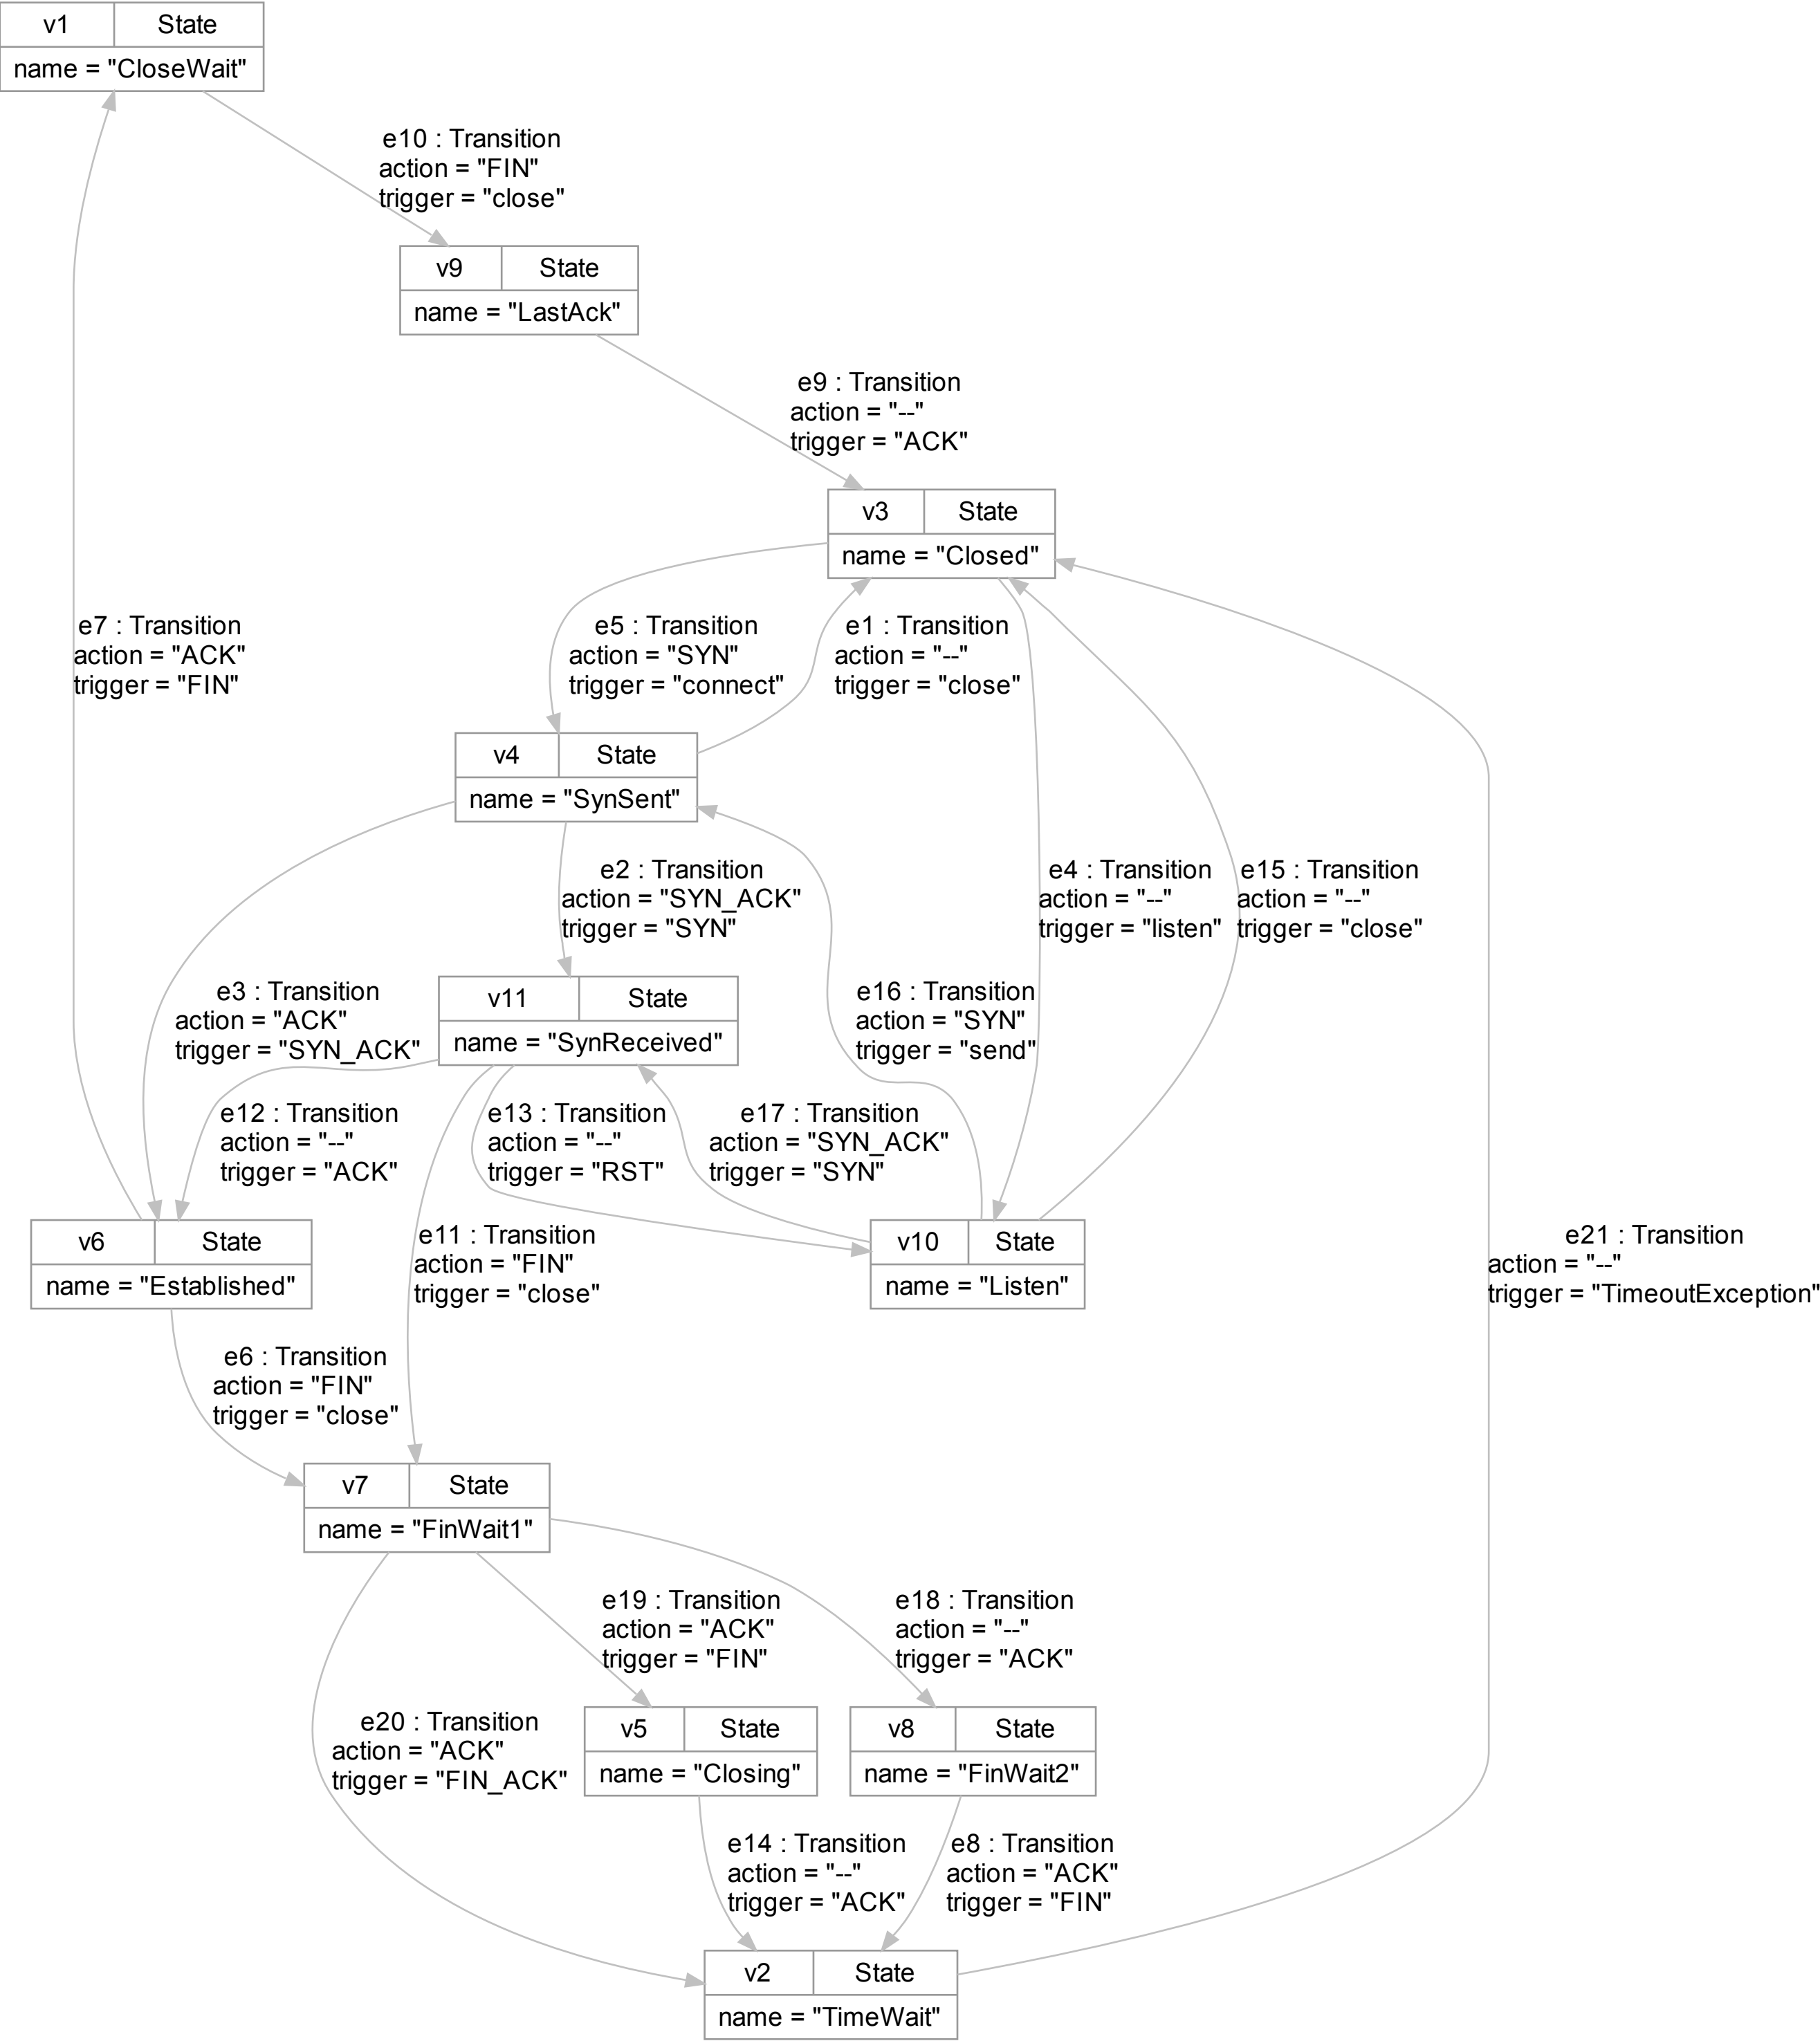 v1 State
name = "CloseWait"
e10 : Transition
action = "FIN"
trigger = "close"
v9 State
name = "LastAck"
e9 : Transition
action = "--"
trigger = "ACK"
v3 State
name = "Closed"
e7 : Transition
action = "ACK"
trigger = "FIN"
e5 : Transition
action = "SYN"
trigger = "connect"
e1 : Transition
action = "--"
trigger = "close"
v4 State
name = "SynSent"
e2 : Transition
action = "SYN_ACK"
trigger = "SYN"
e4 : Transition
action = "--"
trigger = "listen"
e15 : Transition
action = "--"
trigger = "close"
e3 : Transition
action = "ACK"
trigger = "SYN_ACK"
v11 State
name = "SynReceived"
e16 : Transition
action = "SYN"
trigger = "send"
e12 : Transition
action = "--"
trigger = "ACK"
e13 : Transition
action = "--"
trigger = "RST"
e17 : Transition
action = "SYN_ACK"
trigger = "SYN"
v6 State
name = "Established"
e11 : Transition
action = "FIN"
trigger = "close"
v10 State
name = "Listen"
e21 : Transition
action = "--"
trigger = "TimeoutException"
e6 : Transition
action = "FIN"
trigger = "close"
v7 State
name = "FinWait1"
e19 : Transition
action = "ACK"
trigger = "FIN"
e18 : Transition
action = "--"
trigger = "ACK"
e20 : Transition
action = "ACK"
trigger = "FIN_ACK"
v5 State
name = "Closing"
v8 State
name = "FinWait2"
e14 : Transition
action = "--"
trigger = "ACK"
e8 : Transition
action = "ACK"
trigger = "FIN"
v2 State
name = "TimeWait"